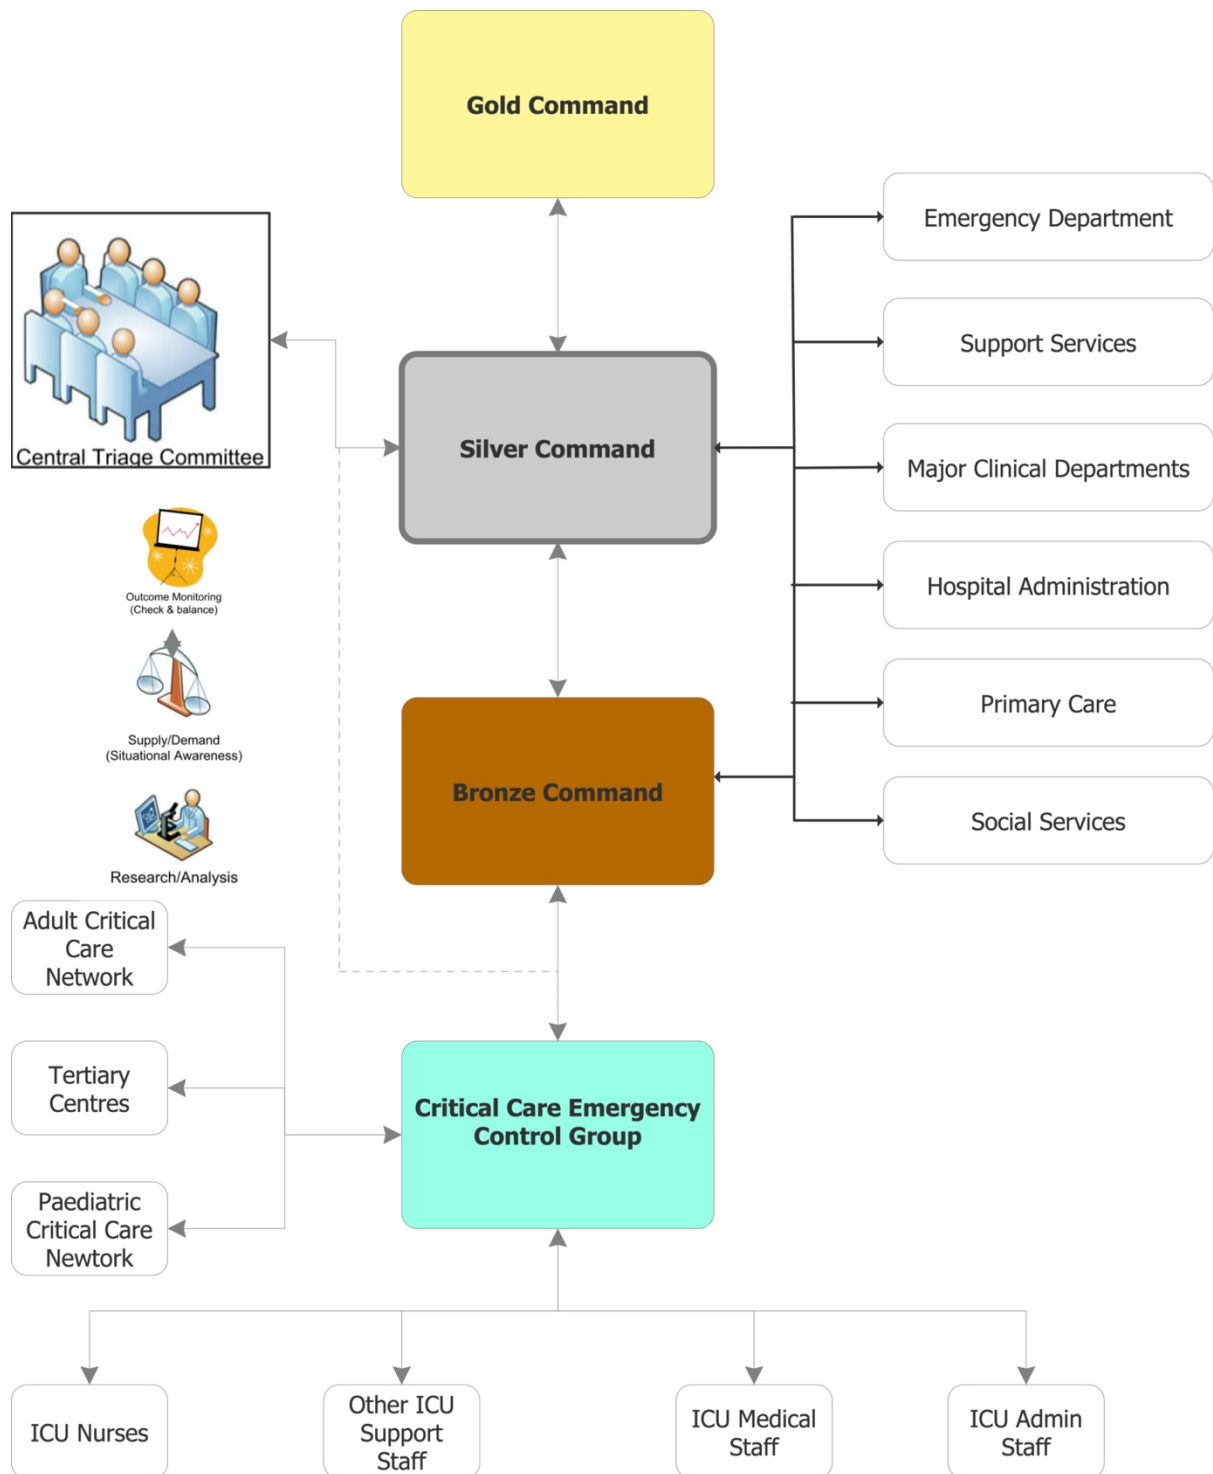 Gold Command
Emergency Department
Support Services
Central Triage Committee
Silver Command
Major Clinical Departments
Outcome Monitoring
(Check & balance)
Hospital Administration
Supply/Demand
(Situational Awareness)
Primary Care
Bronze Command
Social Services
Research/Analysis
Adult Critical
Care
Network
Tertiary
Centres
Critical Care Emergency
Control Group
Paediatric
Critical Care
Newtork
ICU Nurses
Other ICU
Support
Staff
ICU Medical
Staff
ICU Admin
Staff